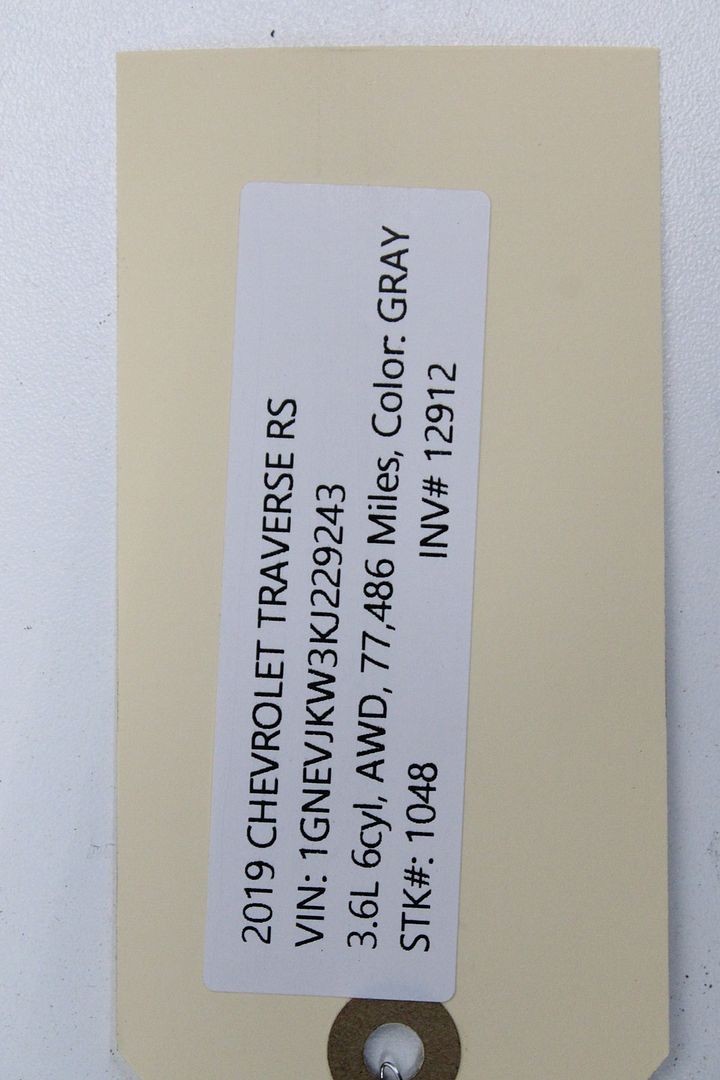 2019 CHEVROLET TRAVERSE RS
VIN: 1GNEVJKW3KJ229243
3.6L 6cyl, AWD, 77,486 Miles, Color: GRAY
STK#: 1048 INV# 12912